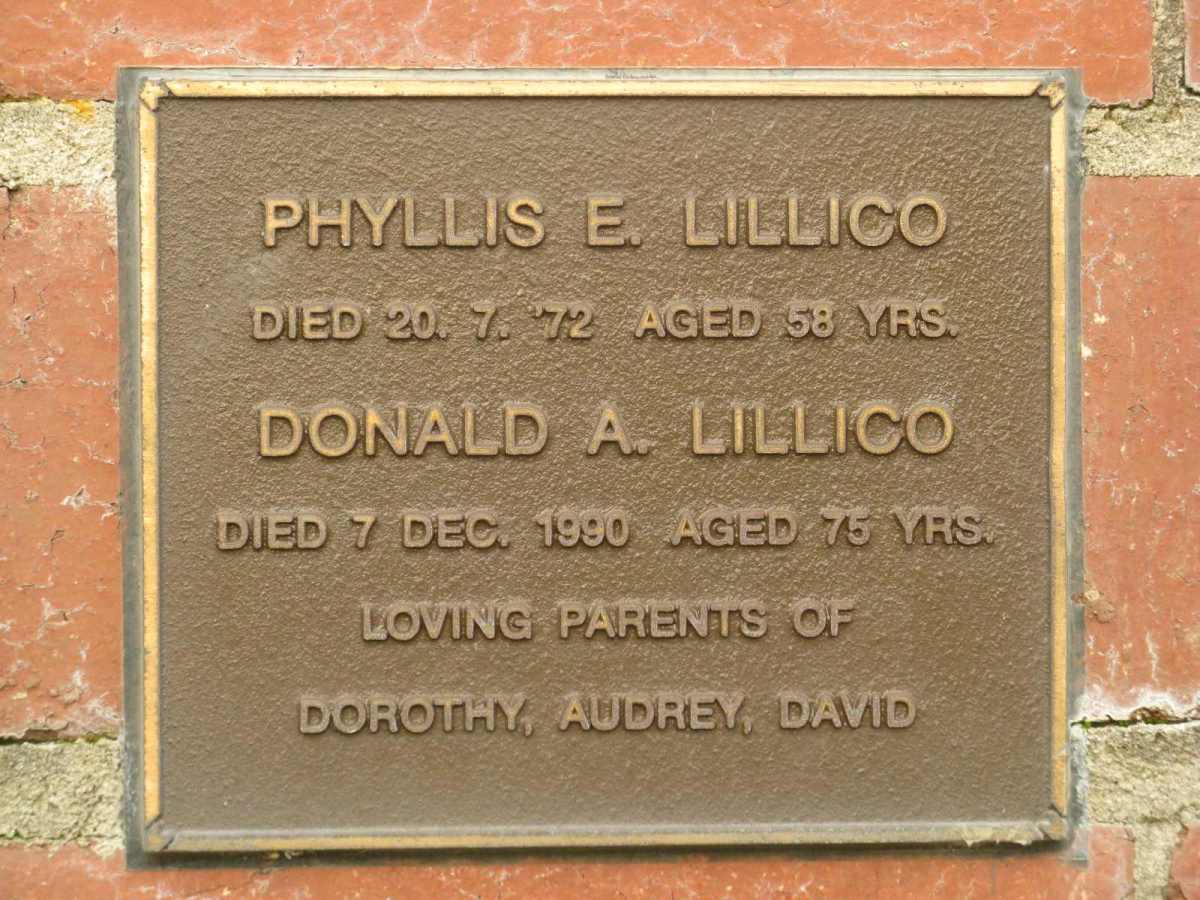 PHYLLIS E. LILLICO
DIED 20. 7. '72 AGED 58 YRS.
DONALD A. LILLICO
DIED 7 DEC. 1990 AGED 75 YRS.
LOVING PARENTS OF
DOROTHY, AUDREY, DAVID